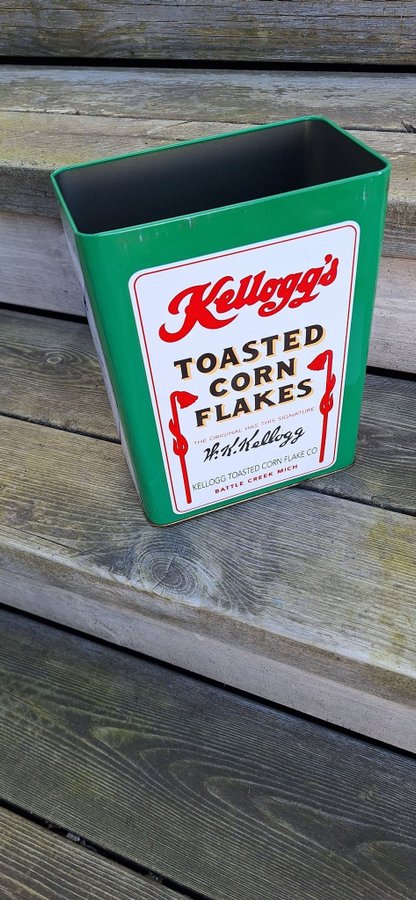 Kellogg's
TOASTED
CORN
FLAKES
THE ORIGINAL HAS THIS SIGNATURE
W.K.Kellogg
KELLOGG TOASTED CORN FLAKE CO
BATTLE CREEK MICH